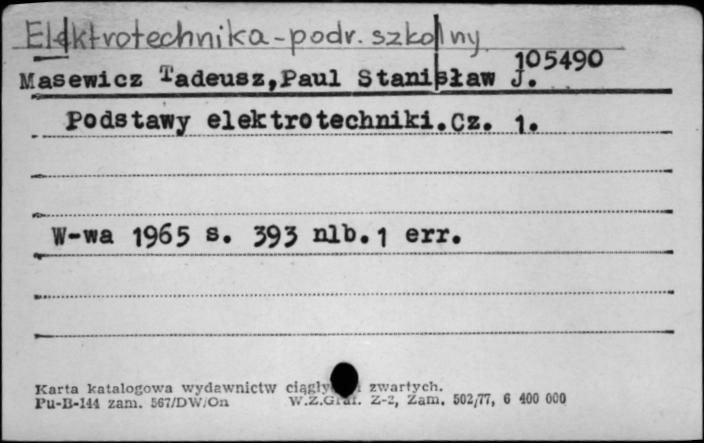 Elektrotechnika - podr. szkolny
105490
Masewicz Tadeusz,Paul Stanisław J.
Podstawy elektrotechniki.Cz. 1.
W-wa 1965 s. 393 nlb.1 err.
Karta katalogowa wydawnictw zwartych.
Pu-B-144 zam. 567/DW/On W.Z.Graf. Z-2, Zam. 502/77, 6 400 000